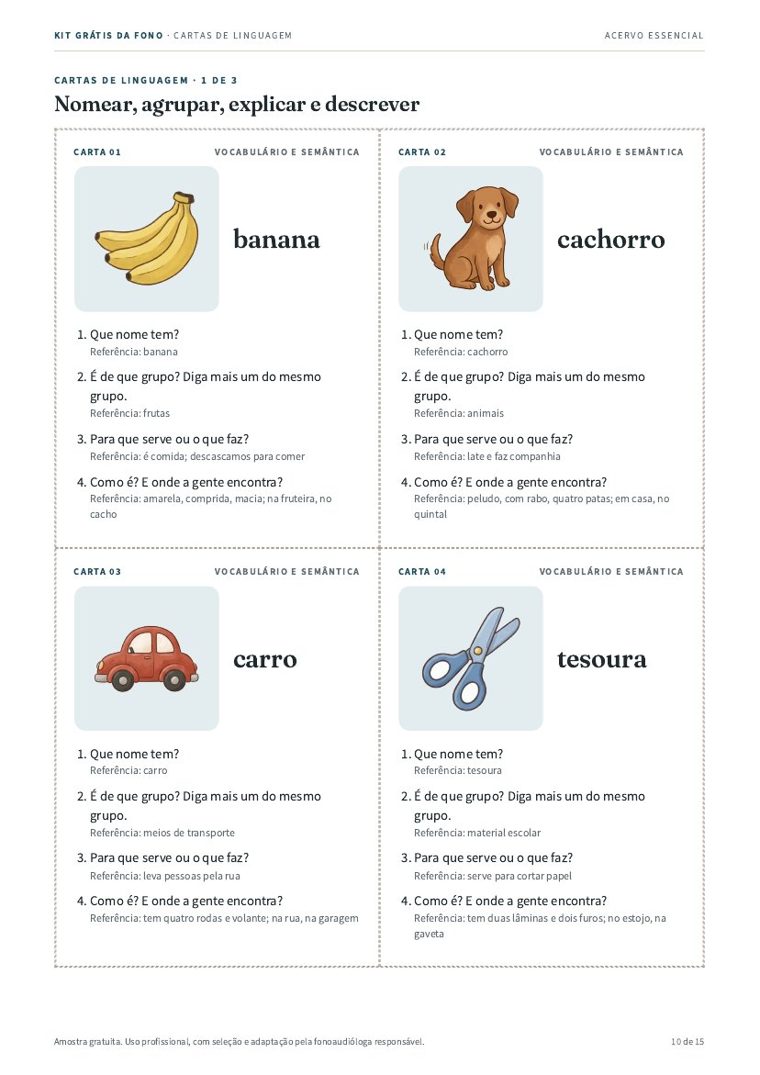 KIT GRÁTIS DA FONO · CARTAS DE LINGUAGEM
ACERVO ESSENCIAL
CARTAS DE LINGUAGEM · 1 DE 3
Nomear, agrupar, explicar e descrever
CARTA 01
VOCABULÁRIO E SEMÂNTICA
banana
1. Que nome tem?
Referência: banana
2. É de que grupo? Diga mais um do mesmo
grupo.
Referência: frutas
3. Para que serve ou o que faz?
Referência: é comida; descascamos para comer
4. Como é? E onde a gente encontra?
Referência: amarela, comprida, macia; na fruteira, no
cacho
CARTA 02
VOCABULÁRIO E SEMÂNTICA
cachorro
1. Que nome tem?
Referência: cachorro
2. É de que grupo? Diga mais um do mesmo
grupo.
Referência: animais
3. Para que serve ou o que faz?
Referência: late e faz companhia
4. Como é? E onde a gente encontra?
Referência: peludo, com rabo, quatro patas; em casa, no
quintal
CARTA 03
VOCABULÁRIO E SEMÂNTICA
carro
1. Que nome tem?
Referência: carro
2. É de que grupo? Diga mais um do mesmo
grupo.
Referência: meios de transporte
3. Para que serve ou o que faz?
Referência: leva pessoas pela rua
4. Como é? E onde a gente encontra?
Referência: tem quatro rodas e volante; na rua, na garagem
CARTA 04
VOCABULÁRIO E SEMÂNTICA
tesoura
1. Que nome tem?
Referência: tesoura
2. É de que grupo? Diga mais um do mesmo
grupo.
Referência: material escolar
3. Para que serve ou o que faz?
Referência: serve para cortar papel
4. Como é? E onde a gente encontra?
Referência: tem duas lâminas e dois furos; no estojo, na
gaveta
Amostra gratuita. Uso profissional, com seleção e adaptação pela fonoaudióloga responsável.
10 de 15